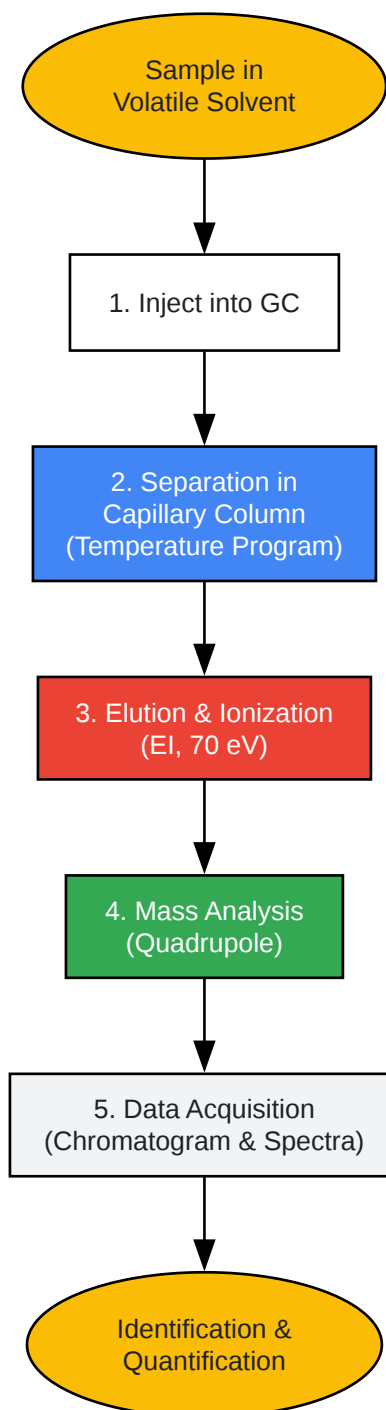 Sample in
Volatile Solvent
1. Inject into GC
2. Separation in
Capillary Column
(Temperature Program)
3. Elution & Ionization
(EI, 70 eV)
4. Mass Analysis
(Quadrupole)
5. Data Acquisition
(Chromatogram & Spectra)
Identification &
Quantification